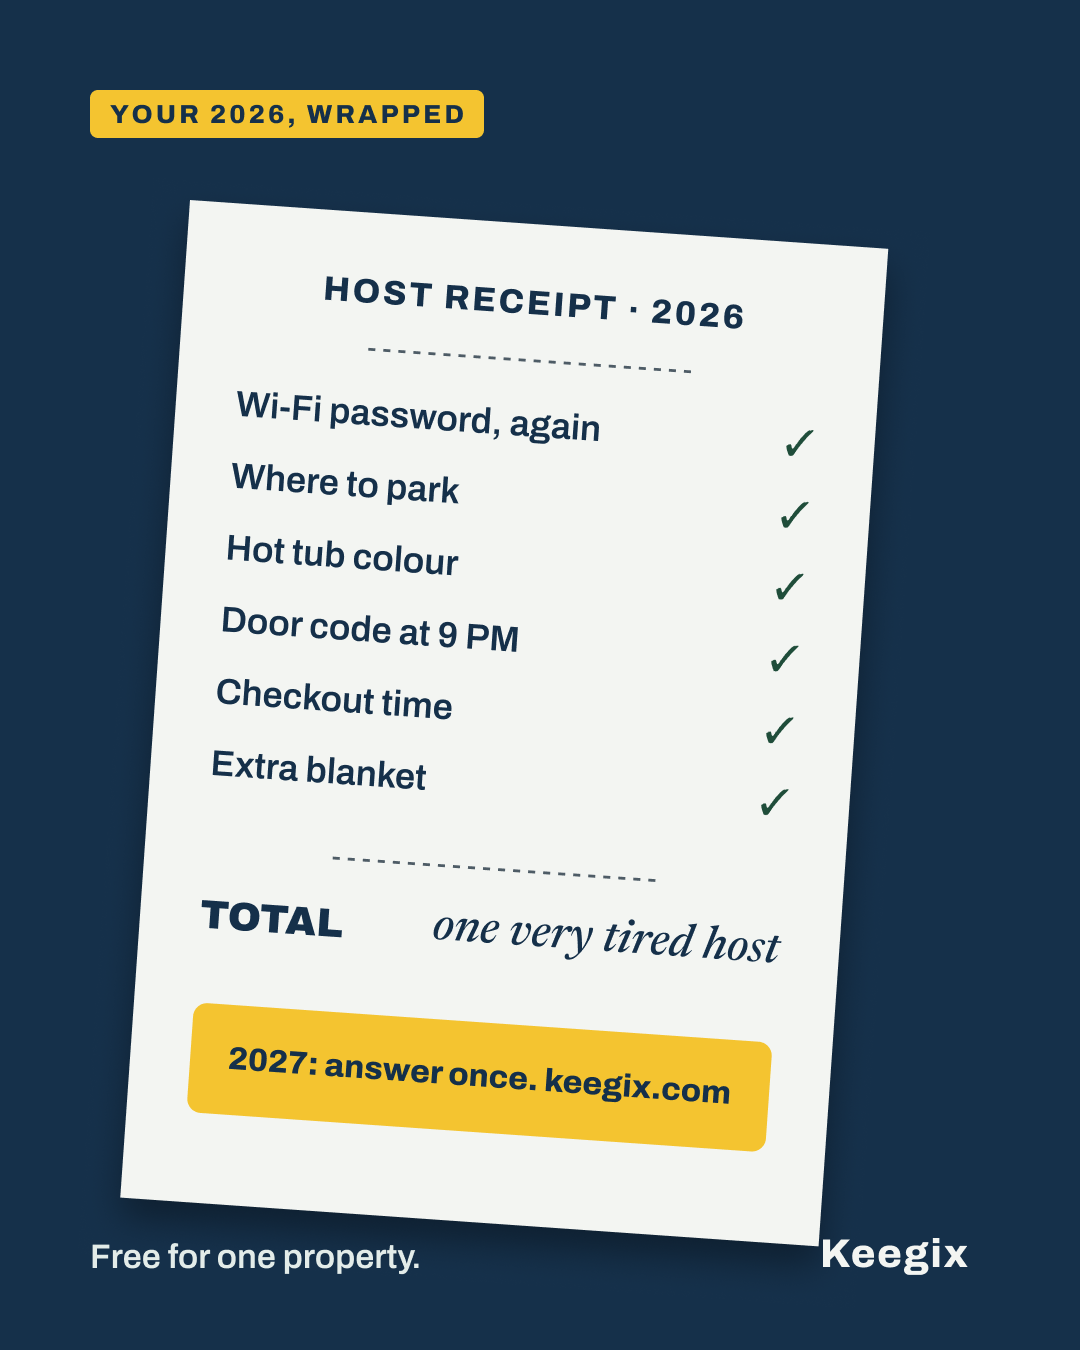 YOUR 2026, WRAPPED
HOST RECEIPT · 2026
Wi-Fi password, again ✓
Where to park ✓
Hot tub colour ✓
Door code at 9 PM ✓
Checkout time ✓
Extra blanket ✓
TOTAL one very tired host
2027: answer once. keegix.com
Free for one property.
Keegix